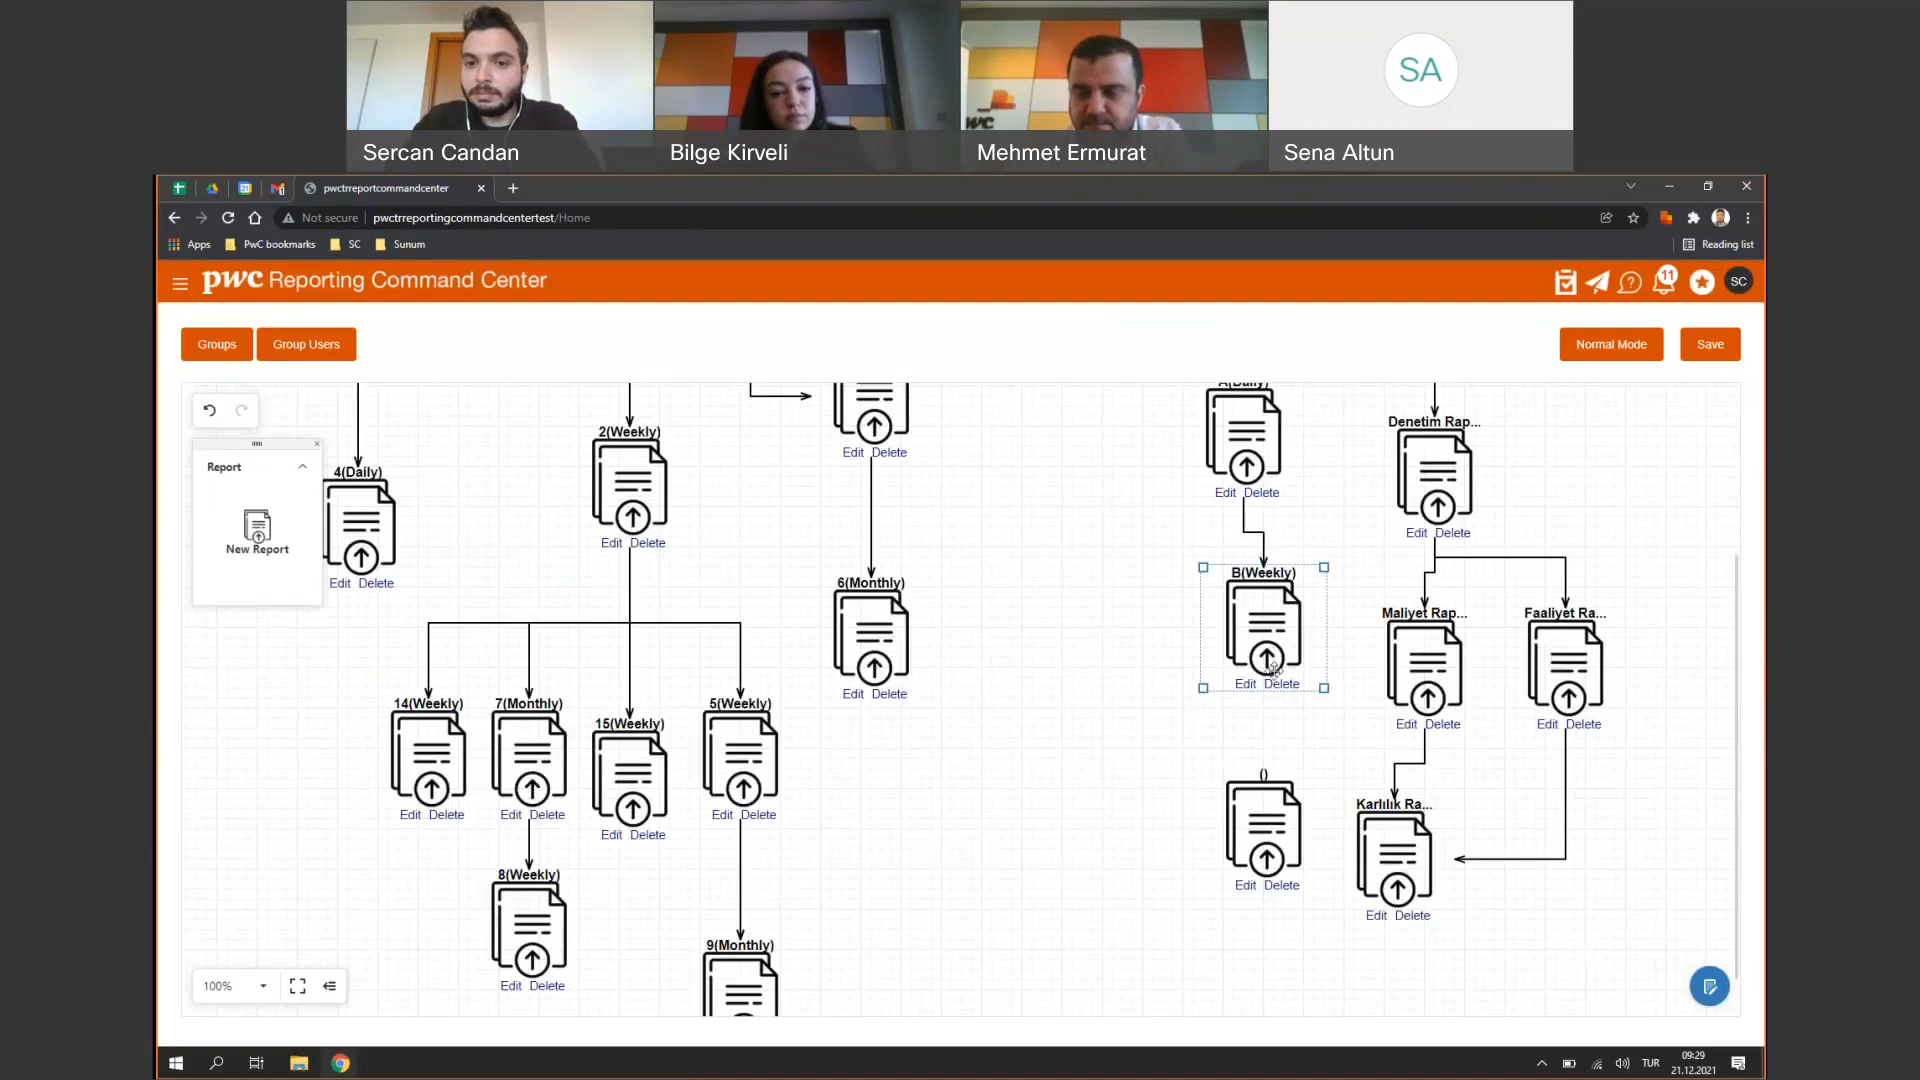 SA
pwc
Sercan Candan
Bilge Kirveli
Mehmet Ermurat
Sena Altun
pwctrreportcommandcenter
Not secure | pwctrreportingcommandcentertest/Home
Apps
PwC bookmarks
SC
Sunum
Reading list
pwc Reporting Command Center
11
SC
Groups
Group Users
Normal Mode
Save
A(Daily)
Edit Delete
Denetim Rap...
Edit Delete
2(Weekly)
Edit Delete
Edit Delete
Report
New Report
4(Daily)
Edit Delete
6(Monthly)
Edit Delete
B(Weekly)
Edit Delete
Maliyet Rap...
Edit Delete
Faaliyet Ra...
Edit Delete
14(Weekly)
Edit Delete
7(Monthly)
Edit Delete
15(Weekly)
Edit Delete
5(Weekly)
Edit Delete
()
Edit Delete
Karlılık Ra...
Edit Delete
8(Weekly)
Edit Delete
9(Monthly)
100%
TUR
09:29
21.12.2021